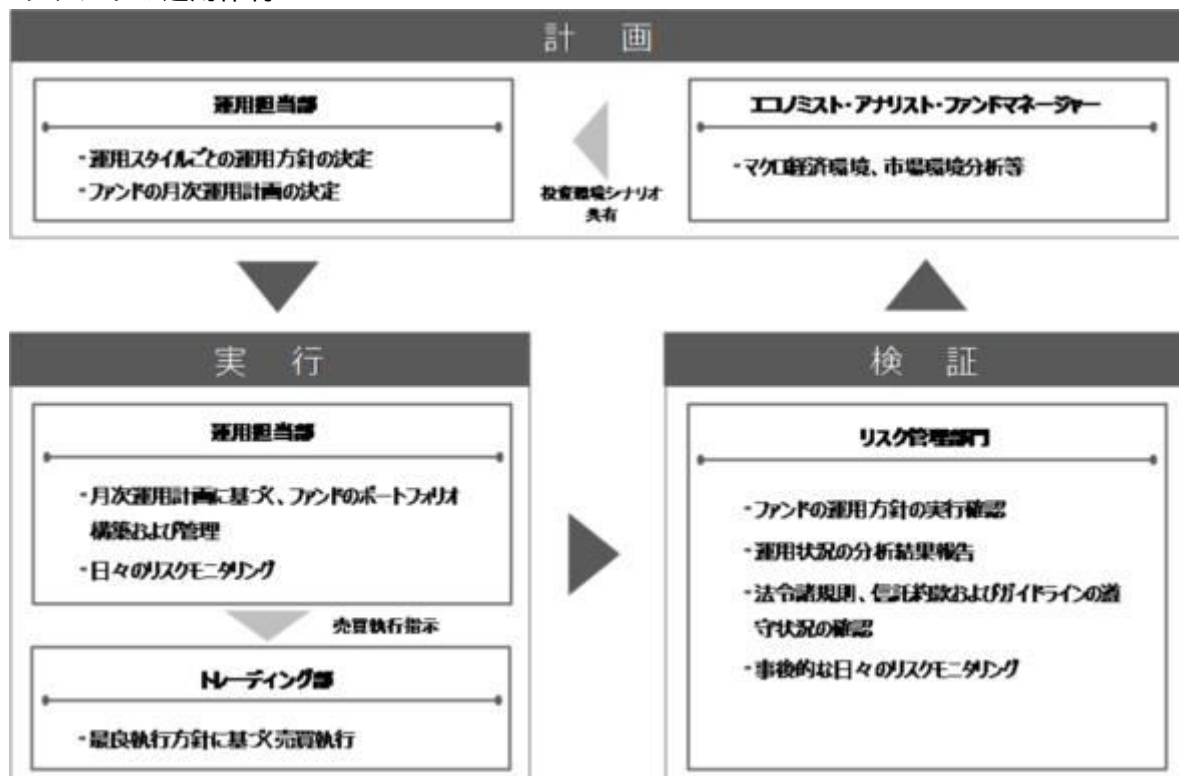 計 画
運用担当部
・運用スタイルごとの運用方針の決定
・ファンドの月次運用計画の決定
投資環境シナリオ
共有
エコノミスト・アナリスト・ファンドマネージャー
・マクロ経済環境、市場環境分析等
実 行
運用担当部
・月次運用計画に基づく、ファンドのポートフォリオ
構築および管理
・日々のリスクモニタリング
売買執行指示
トレーディング部
・最良執行方針に基づく売買執行
検 証
リスク管理部門
・ファンドの運用方針の実行確認
・運用状況の分析結果報告
・法令諸規則、信託約款およびガイドラインの遵
守状況の確認
・事後的な日々のリスクモニタリング